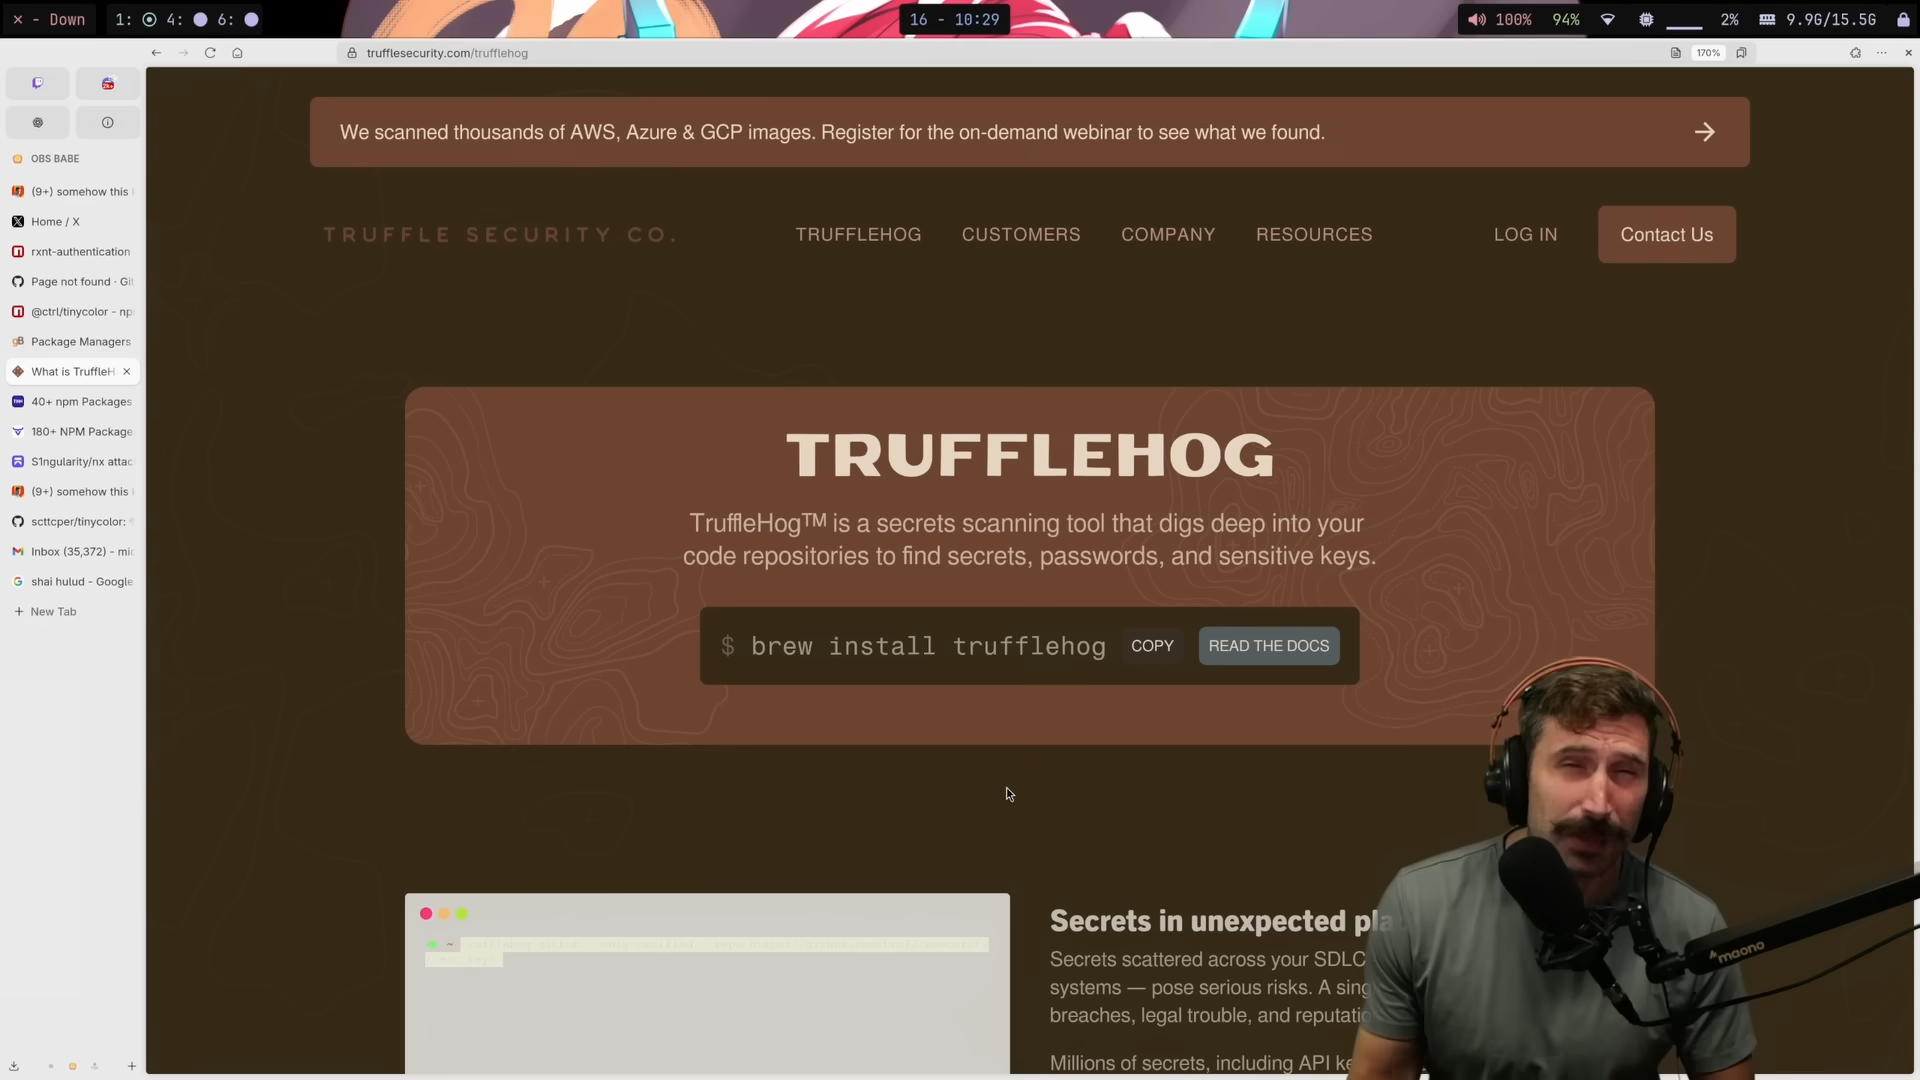 × - Down
1:
4:
6:
16 - 10:29
100%
94%
2%
9.9G/15.5G
trufflesecurity.com/trufflehog
170%
OBS BABE
(9+) somehow this
Home / X
rxnt-authentication
Page not found · Git
@ctrl/tinycolor - np
Package Managers
What is TruffleH
40+ npm Packages
180+ NPM Package
S1ngularity/nx attac
(9+) somehow this
scttcper/tinycolor:
Inbox (35,372) - mic
shai hulud - Google
New Tab
We scanned thousands of AWS, Azure & GCP images. Register for the on-demand webinar to see what we found.
TRUFFLE SECURITY CO.
TRUFFLEHOG
CUSTOMERS
COMPANY
RESOURCES
LOG IN
Contact Us
TRUFFLEHOG
TruffleHog™ is a secrets scanning tool that digs deep into your
code repositories to find secrets, passwords, and sensitive keys.
$ brew install trufflehog
COPY
READ THE DOCS
Secrets in unexpected pla
Secrets scattered across your SDLC
systems — pose serious risks. A sing
breaches, legal trouble, and reputatio
Millions of secrets, including API ke
maono